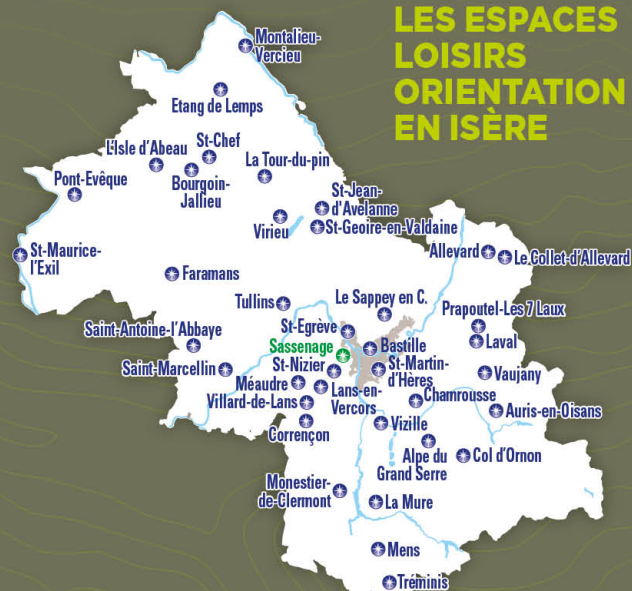 LES ESPACES
LOISIRS
ORIENTATION
EN ISÈRE
Montalieu-
Vercieu
Etang de Lemps
St-Chef
L'Isle d'Abeau
La Tour-du-pin
Pont-Evêque
Bourgoin-
Jallieu
St-Jean-
d'Avelanne
Virieu
St-Geoire-en-Valdaine
St-Maurice-
l'Exil
Allevard
Le Collet-d'Allevard
Faramans
Tullins
Le Sappey en C.
Prapoutel-Les 7 Laux
Saint-Antoine-l'Abbaye
St-Egrève
Sassenage
Bastille
Laval
Saint-Marcellin
St-Nizier
St-Martin-
d'Hères
Vaujany
Méaudre
Lans-en-
Vercors
Chamrousse
Villard-de-Lans
Auris-en-Oisans
Corrençon
Vizille
Alpe du
Grand Serre
Col d'Ornon
Monestier-
de-Clermont
La Mure
Mens
Tréminis